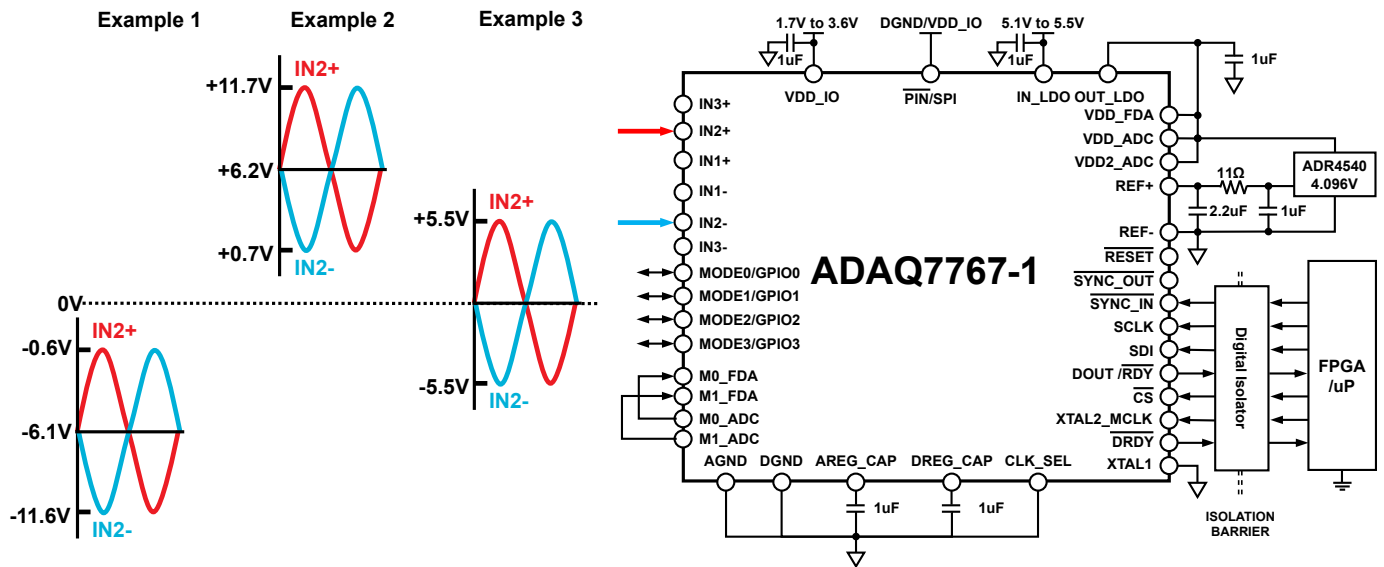 Example 1
Example 2
Example 3
IN2+
+11.7V
+6.2V
+0.7V
IN2-
IN2+
+5.5V
-5.5V
IN2-
0V
IN2+
-0.6V
-6.1V
-11.6V
IN2-
1.7V to 3.6V
DGND/VDD_IO
5.1V to 5.5V
1uF
1uF
1uF
VDD_IO
PIN/SPI
IN_LDO
OUT_LDO
IN3+
IN2+
IN1+
IN1-
IN2-
IN3-
MODE0/GPIO0
MODE1/GPIO1
MODE2/GPIO2
MODE3/GPIO3
M0_FDA
M1_FDA
M0_ADC
M1_ADC
ADAQ7767-1
VDD_FDA
VDD_ADC
VDD2_ADC
REF+
REF-
RESET
SYNC_OUT
SYNC_IN
SCLK
SDI
DOUT /RDY
CS
XTAL2_MCLK
DRDY
XTAL1
11Ω
2.2uF
1uF
ADR4540
4.096V
AGND
DGND
AREG_CAP
DREG_CAP
CLK_SEL
1uF
1uF
Digital Isolator
FPGA
/uP
ISOLATION
BARRIER